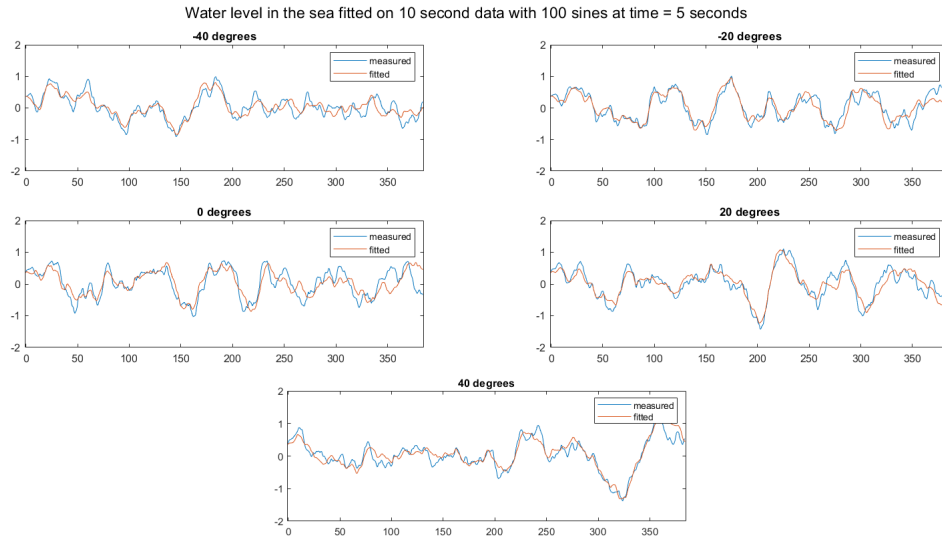 Water level in the sea fitted on 10 second data with 100 sines at time = 5 seconds
-40 degrees
2
1
0
-1
-2
measured
fitted
0 50 100 150 200 250 300 350
-20 degrees
2
1
0
-1
-2
measured
fitted
0 50 100 150 200 250 300 350
0 degrees
2
1
0
-1
-2
measured
fitted
0 50 100 150 200 250 300 350
20 degrees
2
1
0
-1
-2
measured
fitted
0 50 100 150 200 250 300 350
40 degrees
2
1
0
-1
-2
measured
fitted
0 50 100 150 200 250 300 350